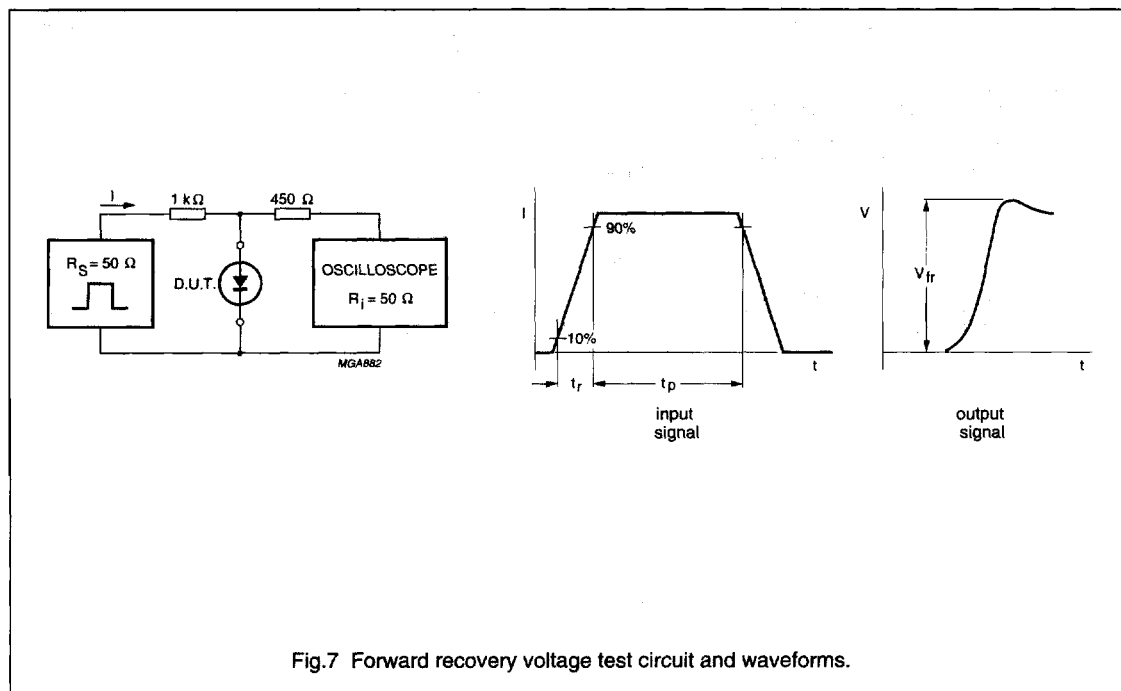 I
1 kΩ
450 Ω
R_S = 50 Ω
D.U.T.
OSCILLOSCOPE
R_i = 50 Ω
MGA882
I
90%
10%
t
t_r
t_p
input
signal
V
V_fr
t
output
signal
Fig.7 Forward recovery voltage test circuit and waveforms.